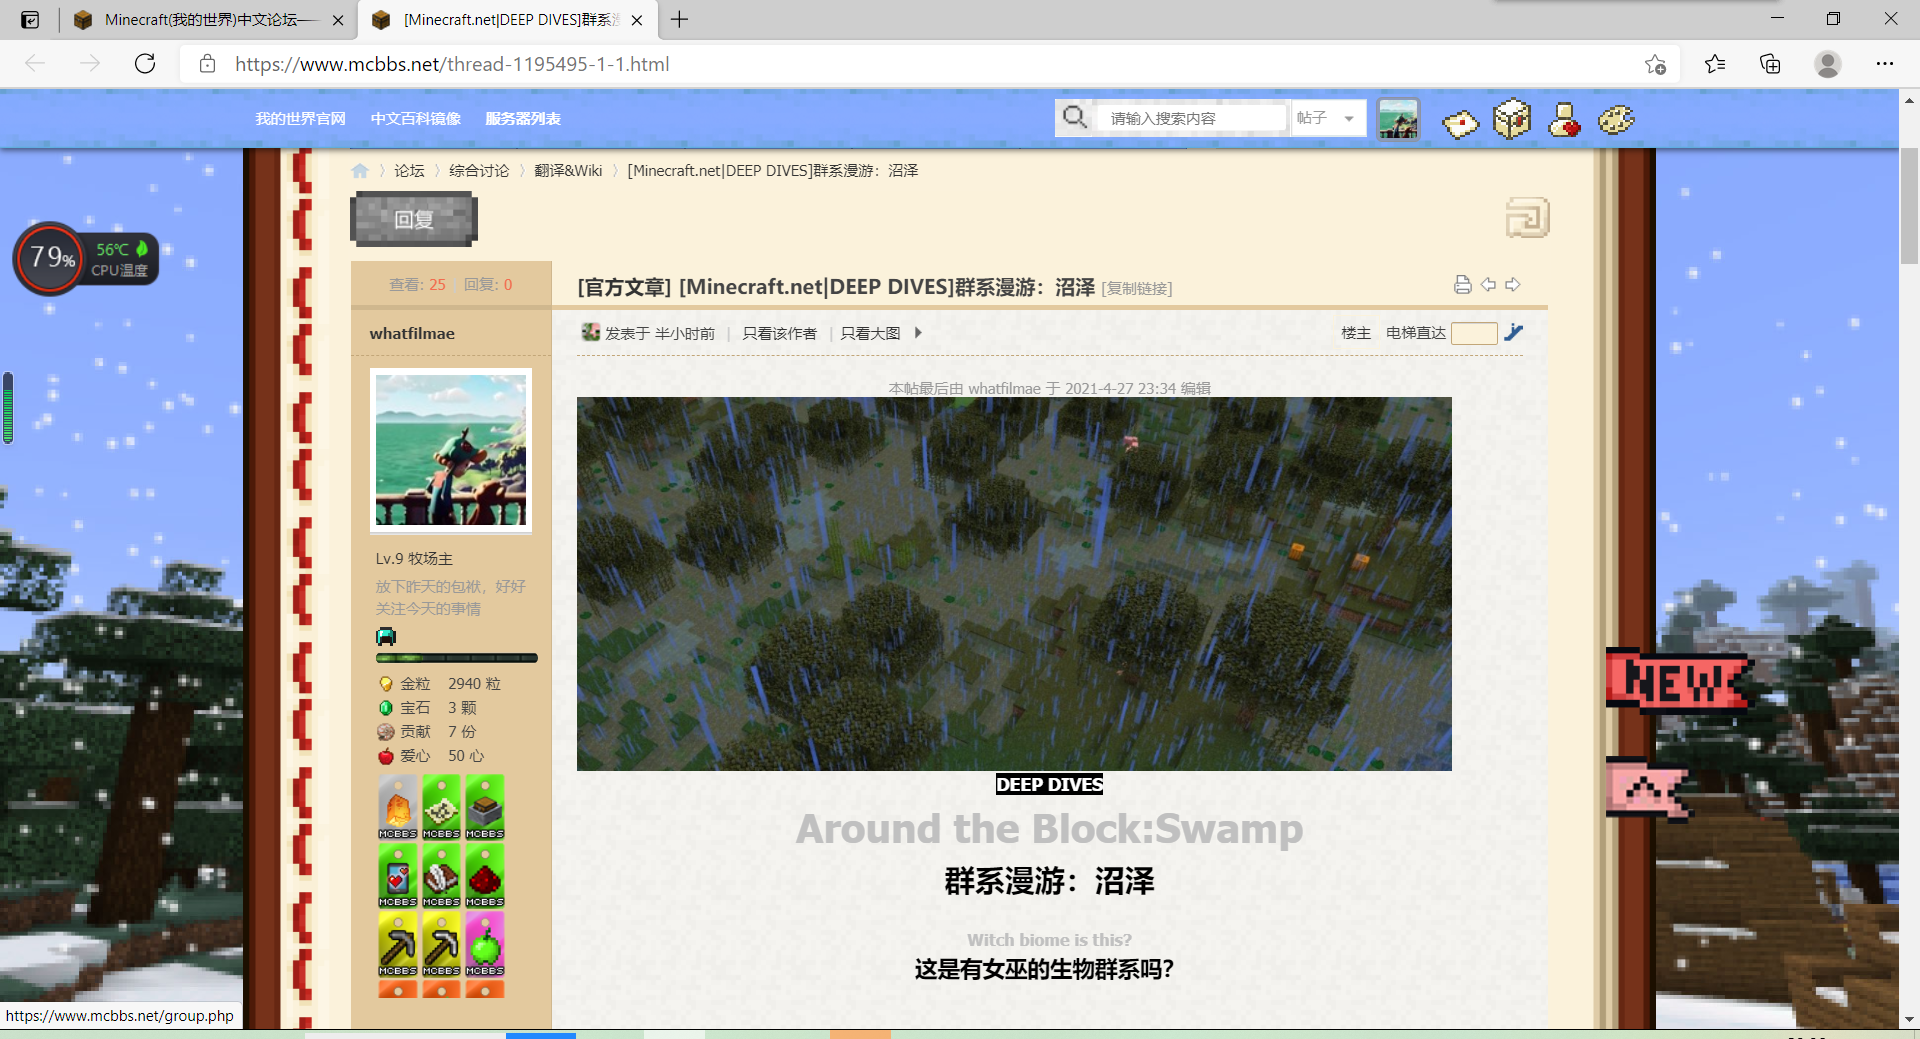 Minecraft(我的世界)中文论坛—
[Minecraft.net|DEEP DIVES]群系
https://www.mcbbs.net/thread-1195495-1-1.html
我的世界官网 中文百科镜像 服务器列表
请输入搜索内容 帖子
论坛 〉 综合讨论 〉 翻译&Wiki 〉 [Minecraft.net|DEEP DIVES]群系漫游：沼泽
回复
79% 56℃
CPU温度
查看: 25 回复: 0
[官方文章] [Minecraft.net|DEEP DIVES]群系漫游：沼泽 [复制链接]
whatfilmae
发表于 半小时前 | 只看该作者 | 只看大图
楼主 电梯直达
本帖最后由 whatfilmae 于 2021-4-27 23:34 编辑
Lv.9 牧场主
放下昨天的包袱，好好
关注今天的事情
金粒 2940 粒
宝石 3 颗
贡献 7 份
爱心 50 心
MCBBS MCBBS MCBBS
MCBBS MCBBS MCBBS
MCBBS MCBBS MCBBS
DEEP DIVES
Around the Block:Swamp
群系漫游：沼泽
Witch biome is this?
这是有女巫的生物群系吗？
NEW
https://www.mcbbs.net/group.php